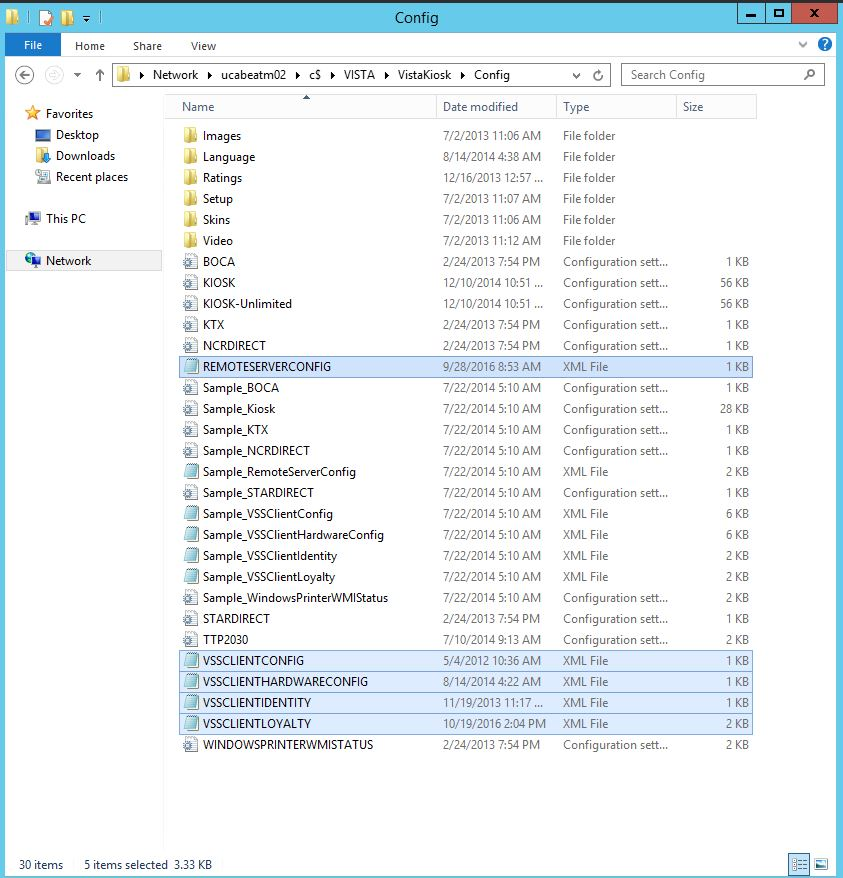 Config
File Home Share View
Network ucabeatm02 c$ VISTA VistaKiosk Config Search Config
Name Date modified Type Size
Favorites
Desktop
Downloads
Recent places
This PC
Network
Images 7/2/2013 11:06 AM File folder
Language 8/14/2014 4:38 AM File folder
Ratings 12/16/2013 12:57 ... File folder
Setup 7/2/2013 11:07 AM File folder
Skins 7/2/2013 11:06 AM File folder
Video 7/2/2013 11:12 AM File folder
BOCA 2/24/2013 7:54 PM Configuration sett... 1 KB
KIOSK 12/10/2014 10:51 ... Configuration sett... 56 KB
KIOSK-Unlimited 12/10/2014 10:51 ... Configuration sett... 56 KB
KTX 2/24/2013 7:54 PM Configuration sett... 1 KB
NCRDIRECT 2/24/2013 7:54 PM Configuration sett... 1 KB
REMOTESERVERCONFIG 9/28/2016 8:53 AM XML File 1 KB
Sample_BOCA 7/22/2014 5:10 AM Configuration sett... 1 KB
Sample_Kiosk 7/22/2014 5:10 AM Configuration sett... 28 KB
Sample_KTX 7/22/2014 5:10 AM Configuration sett... 1 KB
Sample_NCRDIRECT 7/22/2014 5:10 AM Configuration sett... 1 KB
Sample_RemoteServerConfig 7/22/2014 5:10 AM XML File 2 KB
Sample_STARDIRECT 7/22/2014 5:10 AM Configuration sett... 1 KB
Sample_VSSClientConfig 7/22/2014 5:10 AM XML File 6 KB
Sample_VSSClientHardwareConfig 7/22/2014 5:10 AM XML File 6 KB
Sample_VSSClientIdentity 7/22/2014 5:10 AM XML File 2 KB
Sample_VSSClientLoyalty 7/22/2014 5:10 AM XML File 2 KB
Sample_WindowsPrinterWMIStatus 7/22/2014 5:10 AM Configuration sett... 2 KB
STARDIRECT 2/24/2013 7:54 PM Configuration sett... 1 KB
TTP2030 7/10/2014 9:13 AM Configuration sett... 2 KB
VSSCLIENTCONFIG 5/4/2012 10:36 AM XML File 1 KB
VSSCLIENTHARDWARECONFIG 8/14/2014 4:22 AM XML File 1 KB
VSSCLIENTIDENTITY 11/19/2013 11:17 ... XML File 1 KB
VSSCLIENTLOYALTY 10/19/2016 2:04 PM XML File 2 KB
WINDOWSPRINTERWMISTATUS 2/24/2013 7:54 PM Configuration sett... 2 KB
30 items 5 items selected 3.33 KB